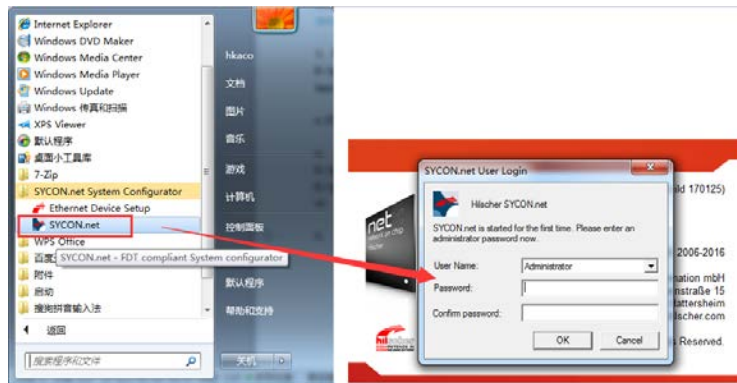 Internet Explorer
Windows DVD Maker
Windows Media Center
Windows Media Player
Windows Update
Windows 传真和扫描
XPS Viewer
默认程序
桌面小工具库
7-Zip
SYCON.net System Configurator
Ethernet Device Setup
SYCON.net
WPS Office
百度
SYCON.net - FDT compliant System configurator
附件
启动
搜狗拼音输入法
返回
搜索程序和文件
hkaco
文档
图片
音乐
游戏
计算机
控制面板
默认程序
帮助和支持
关机
SYCON.net User Login
Hilscher SYCON.net
SYCON.net is started for the first time. Please enter an
administrator password now.
User Name:
Administrator
Password:
Confirm password:
OK
Cancel
ild 170125)
2006-2016
mation mbH
nstraße 15
attersheim
lscher.com
s Reserved.
net
network on chip